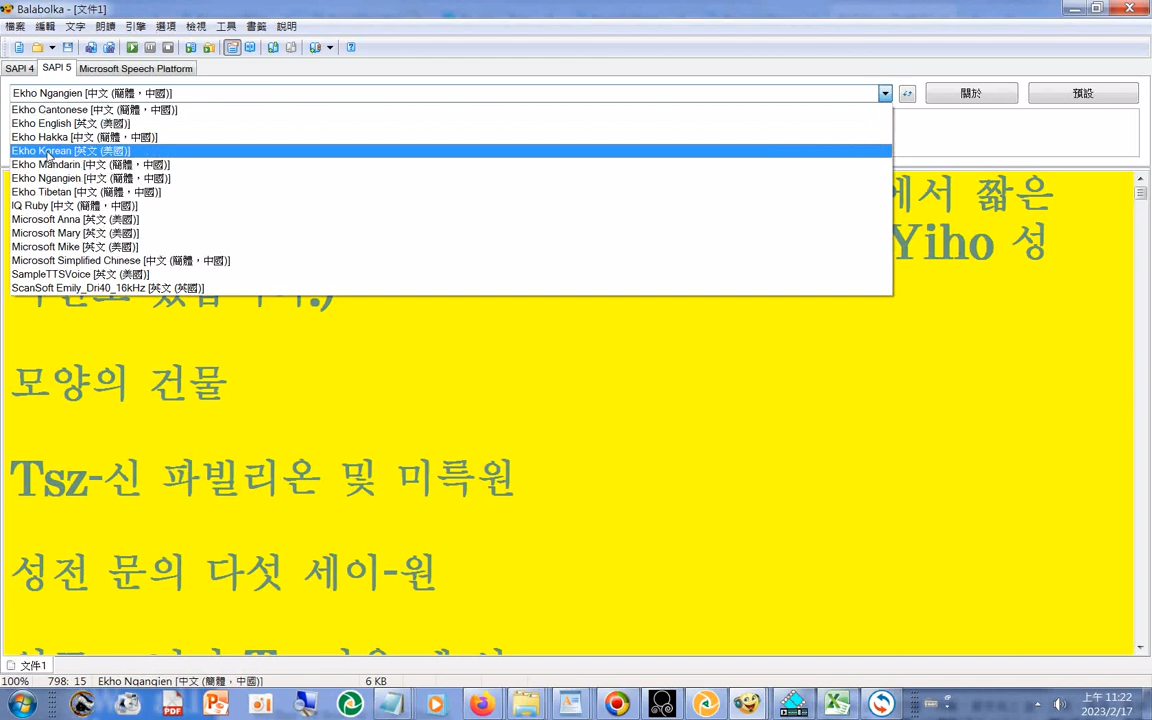 Balabolka - [文件1]
檔案 編輯 文字 朗讀 引擎 選項 檢視 工具 書籤 說明
SAPI 4 SAPI 5 Microsoft Speech Platform
Ekho Ngangien [中文 (簡體，中國)]
關於 預設
Ekho Cantonese [中文 (簡體，中國)]
Ekho English [英文 (美國)]
Ekho Hakka [中文 (簡體，中國)]
Ekho Korean [英文 (美國)]
Ekho Mandarin [中文 (簡體，中國)]
Ekho Ngangien [中文 (簡體，中國)]
Ekho Tibetan [中文 (簡體，中國)]
IQ Ruby [中文 (簡體，中國)]
Microsoft Anna [英文 (美國)]
Microsoft Mary [英文 (美國)]
Microsoft Mike [英文 (美國)]
Microsoft Simplified Chinese [中文 (簡體，中國)]
SampleTTSVoice [英文 (美國)]
ScanSoft Emily_Dri40_16kHz [英文 (英國)]
에서 짧은
Yiho 성
모양의 건물
Tsz-신 파빌리온 및 미륵원
성전 문의 다섯 세이-원
文件1
100% 798: 15 Ekho Ngangien [中文 (簡體，中國)] 6 KB
上午 11:22
2023/2/17